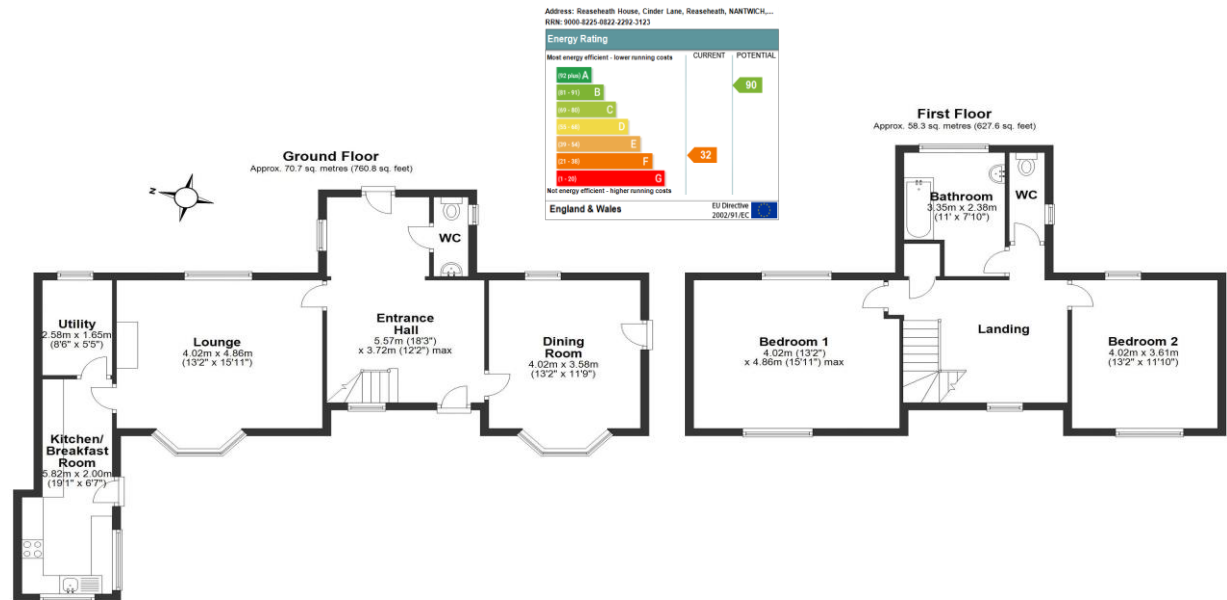 Address: Reaseheath House, Cinder Lane, Reaseheath, NANTWICH,...
RRN: 9000-8225-0822-2292-3123
Energy Rating
Most energy efficient - lower running costs
CURRENT
POTENTIAL
(92 plus) A
(81 - 91) B
(69 - 80) C
(55 - 68) D
(39 - 54) E
(21 - 38) F
(1 - 20) G
90
32
Not energy efficient - higher running costs
England & Wales
EU Directive
2002/91/EC
Ground Floor
Approx. 70.7 sq. metres (760.8 sq. feet)
N
WC
Utility
2.58m x 1.65m
(8'6" x 5'5")
Lounge
4.02m x 4.86m
(13'2" x 15'11")
Entrance
Hall
5.57m (18'3")
x 3.72m (12'2") max
Dining
Room
4.02m x 3.58m
(13'2" x 11'9")
Kitchen/
Breakfast
Room
5.82m x 2.00m
(19'1" x 6'7")
First Floor
Approx. 58.3 sq. metres (627.6 sq. feet)
Bathroom
3.35m x 2.38m
(11' x 7'10")
WC
Bedroom 1
4.02m (13'2")
x 4.86m (15'11") max
Landing
Bedroom 2
4.02m x 3.61m
(13'2" x 11'10")